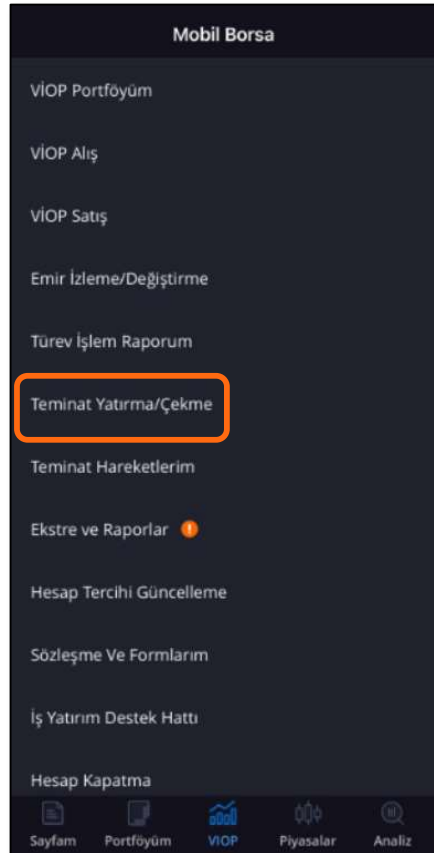 Mobil Borsa
VİOP Portföyüm
VİOP Alış
VİOP Satış
Emir İzleme/Değiştirme
Türev İşlem Raporum
Teminat Yatırma/Çekme
Teminat Hareketlerim
Ekstre ve Raporlar !
Hesap Tercihi Güncelleme
Sözleşme Ve Formlarım
İş Yatırım Destek Hattı
Hesap Kapatma
Sayfam Portföyüm VIOP Piyasalar Analiz